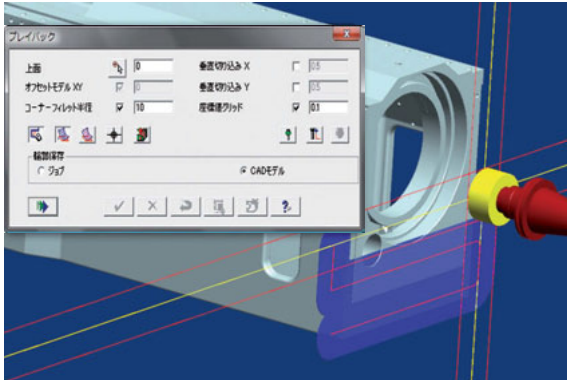 プレイバック
上面 0 垂直切り込み X 0.5
オフセットモデル XY 0 垂直切り込み Y 0.5
コーナーフィレット半径 10 座標値グリッド 0.1
輪郭保存
ジョブ CADモデル